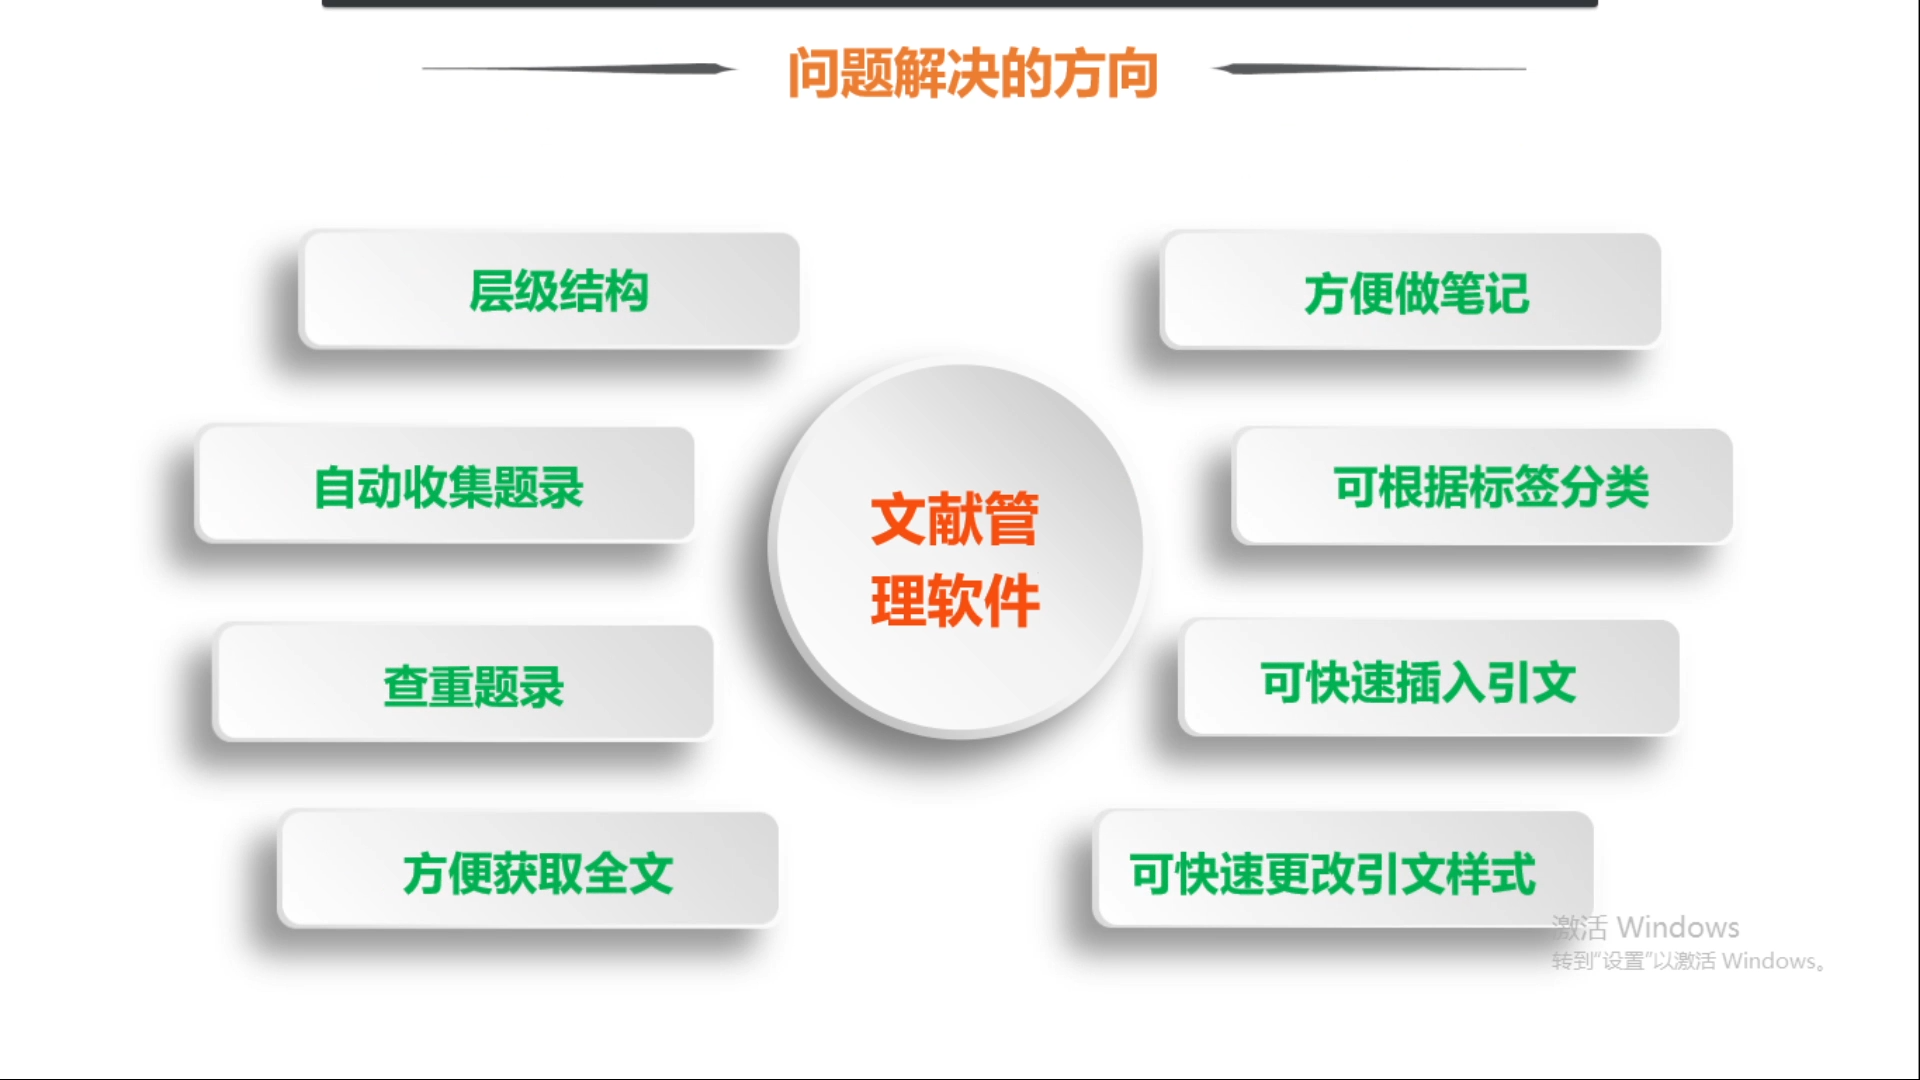 问题解决的方向
层级结构
自动收集题录
查重题录
方便获取全文
文献管
理软件
方便做笔记
可根据标签分类
可快速插入引文
可快速更改引文样式
激活 Windows
转到“设置”以激活 Windows。